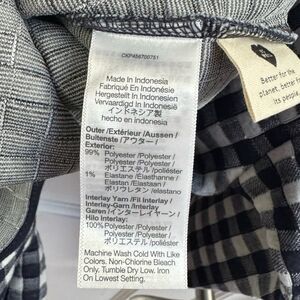 CKP456700751
Made In Indonesia
Fabriqué En Indonésie
Hergestellt In Indonesien
Vervaardigd In Indonesië
インドネシア製
hecho en indonesia
Outer /Extérieur /Aussen /
Buitenste /アウター /
Exterior:
99% Polyester /Polyester /
Polyester /Polyester /
ポリエステル /poliéster
1% Elastane /Elasthanne /
Elastan /Elastaan /
ポリウレタン /elastano
Interlay Yarn /Fil Interlay /
Interlay-Garn /Interlay
Garen /インターレイヤーン /
Hilo Interlay:
100% Polyester /Polyester /
Polyester /Polyester /
ポリエステル /poliéster
Machine Wash Cold With Like
Colors. Non-Chlorine Bleach
Only. Tumble Dry Low. Iron
On Lowest Setting.
Better for the
planet, better
its people.